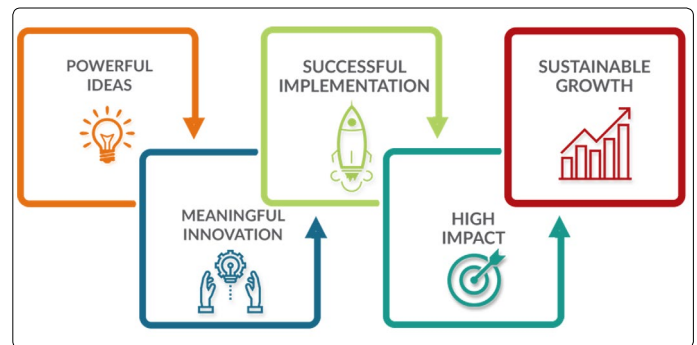 POWERFUL
IDEAS
MEANINGFUL
INNOVATION
SUCCESSFUL
IMPLEMENTATION
HIGH
IMPACT
SUSTAINABLE
GROWTH